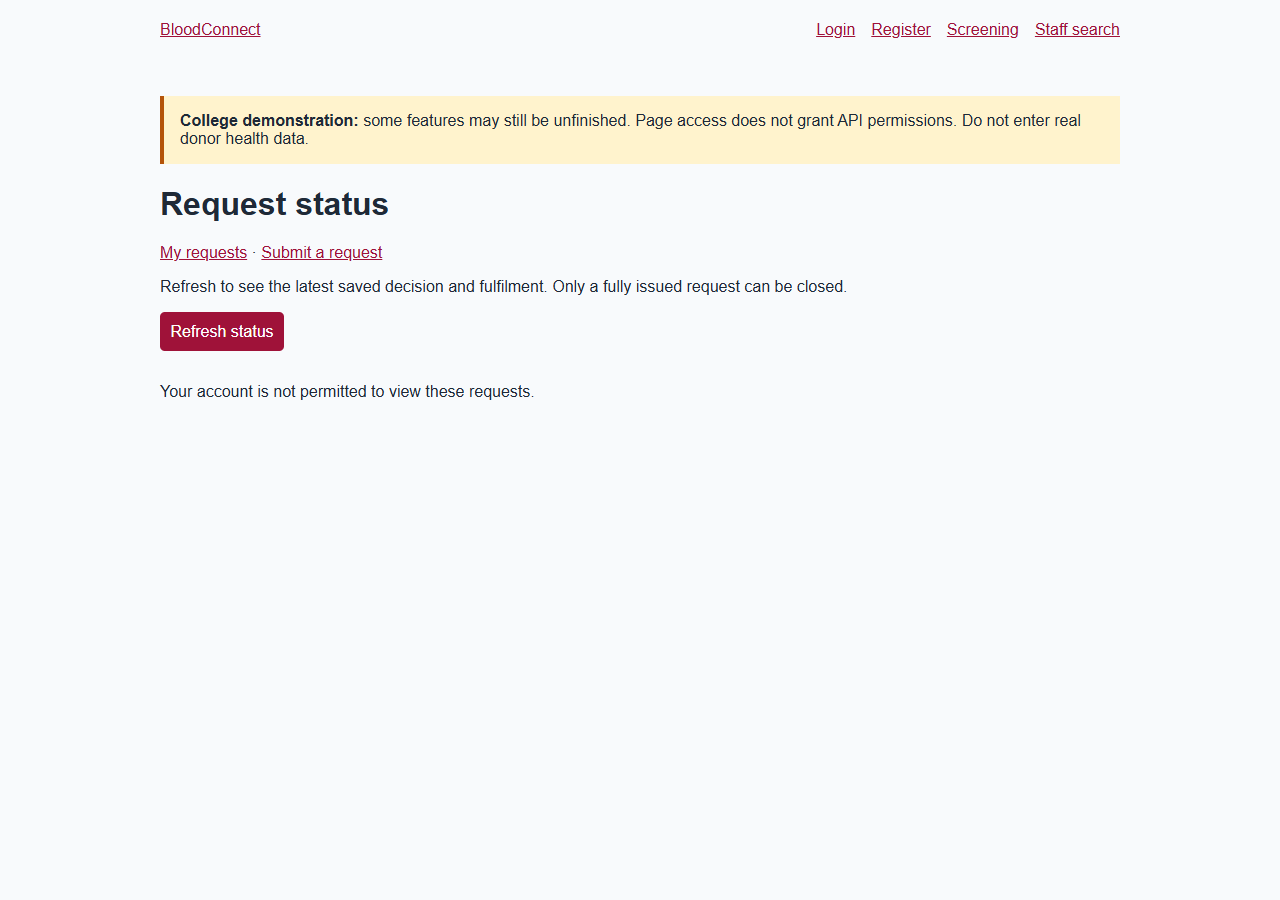 BloodConnect
Login Register Screening Staff search
College demonstration: some features may still be unfinished. Page access does not grant API permissions. Do not enter real
donor health data.
Request status
My requests · Submit a request
Refresh to see the latest saved decision and fulfilment. Only a fully issued request can be closed.
Refresh status
Your account is not permitted to view these requests.